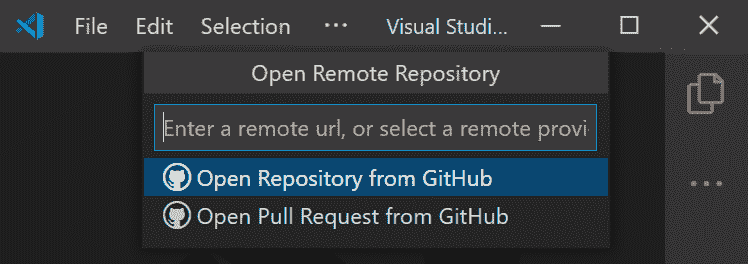 File Edit Selection ··· Visual Studi...
Open Remote Repository
Enter a remote url, or select a remote provi
Open Repository from GitHub
Open Pull Request from GitHub